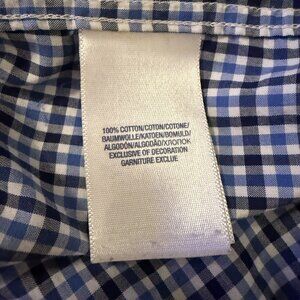 100% COTTON/COTON/COTONE/
BAUMWOLLE/KATOEN/BOMULD/
ALGODÓN/ALGODÃO/ХЛОПОК
EXCLUSIVE OF DECORATION
GARNITURE EXCLUE